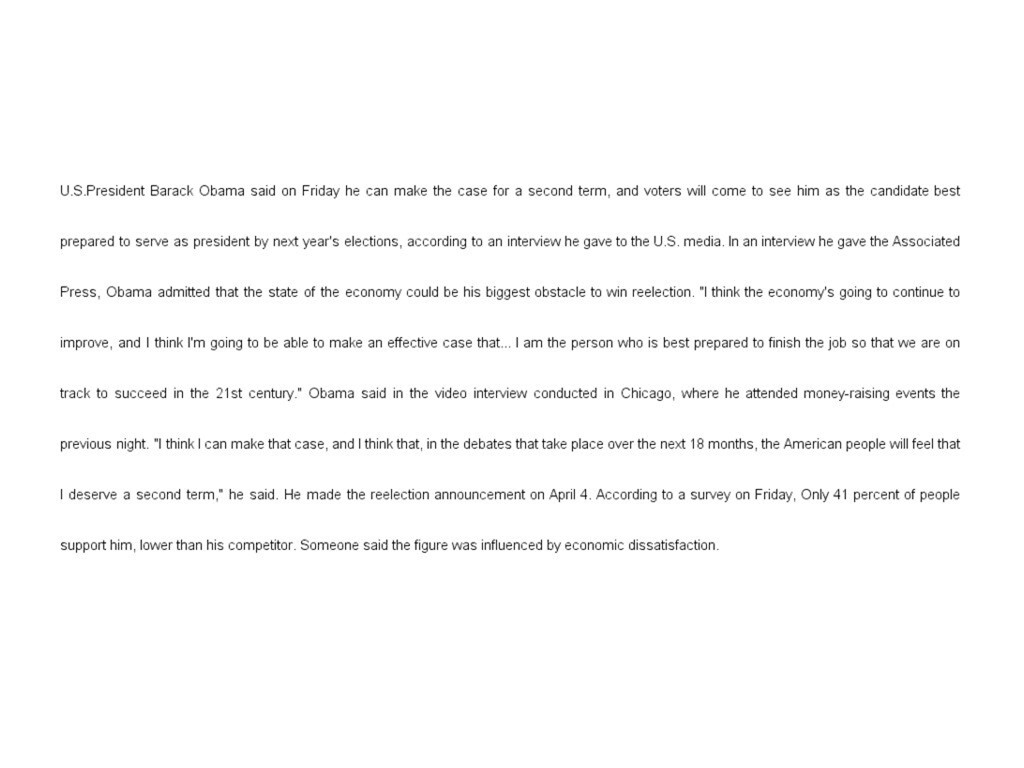 U.S.President Barack Obama said on Friday he can make the case for a second term, and voters will come to see him as the candidate best
prepared to serve as president by next year's elections, according to an interview he gave to the U.S. media. In an interview he gave the Associated
Press, Obama admitted that the state of the economy could be his biggest obstacle to win reelection. "I think the economy's going to continue to
improve, and I think I'm going to be able to make an effective case that... I am the person who is best prepared to finish the job so that we are on
track to succeed in the 21st century." Obama said in the video interview conducted in Chicago, where he attended money-raising events the
previous night. "I think I can make that case, and I think that, in the debates that take place over the next 18 months, the American people will feel that
I deserve a second term," he said. He made the reelection announcement on April 4. According to a survey on Friday, Only 41 percent of people
support him, lower than his competitor. Someone said the figure was influenced by economic dissatisfaction.